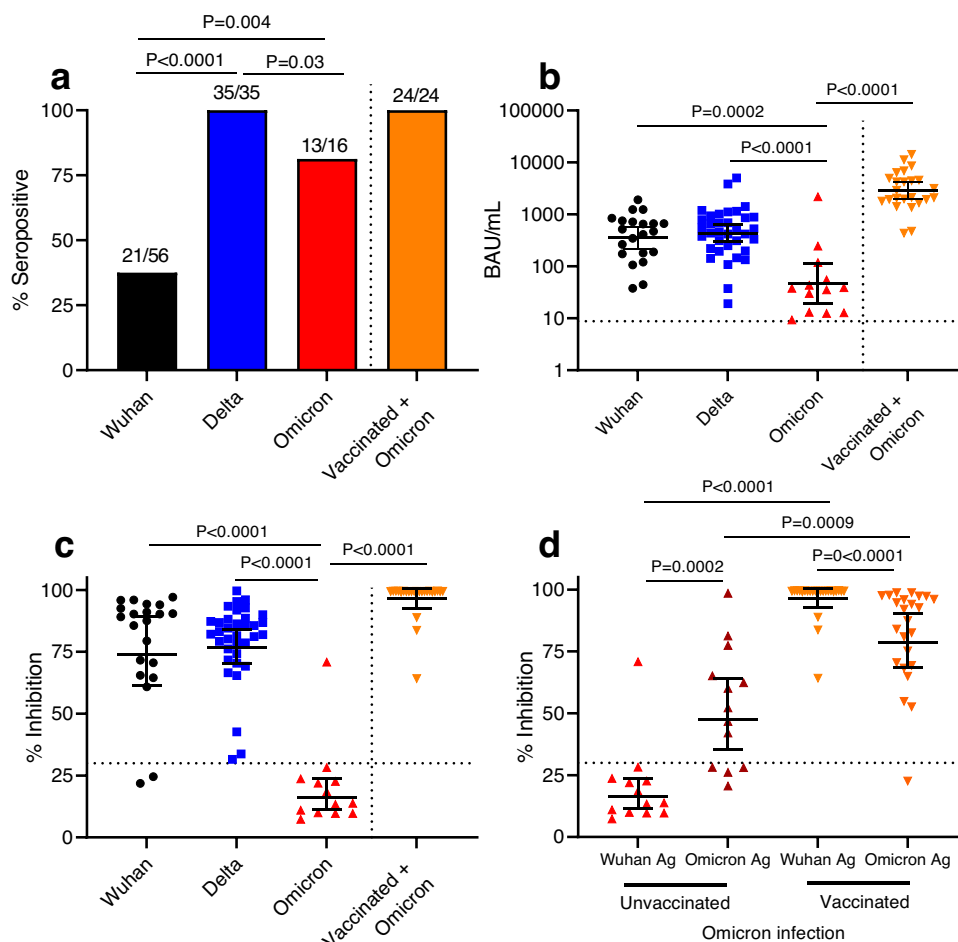 a
P=0.004
P<0.0001
P=0.03
35/35
24/24
13/16
21/56
100
75
50
25
0
% Seropositive
Wuhan
Delta
Omicron
Vaccinated +
Omicron
b
P<0.0001
P=0.0002
P<0.0001
100000
10000
1000
100
10
1
BAU/mL
Wuhan
Delta
Omicron
Vaccinated +
Omicron
c
P<0.0001
P<0.0001
P<0.0001
100
75
50
25
0
% Inhibition
Wuhan
Delta
Omicron
Vaccinated +
Omicron
d
P<0.0001
P=0.0009
P=0.0002
P=0<0.0001
100
75
50
25
0
% Inhibition
Wuhan Ag
Omicron Ag
Wuhan Ag
Omicron Ag
Unvaccinated
Vaccinated
Omicron infection